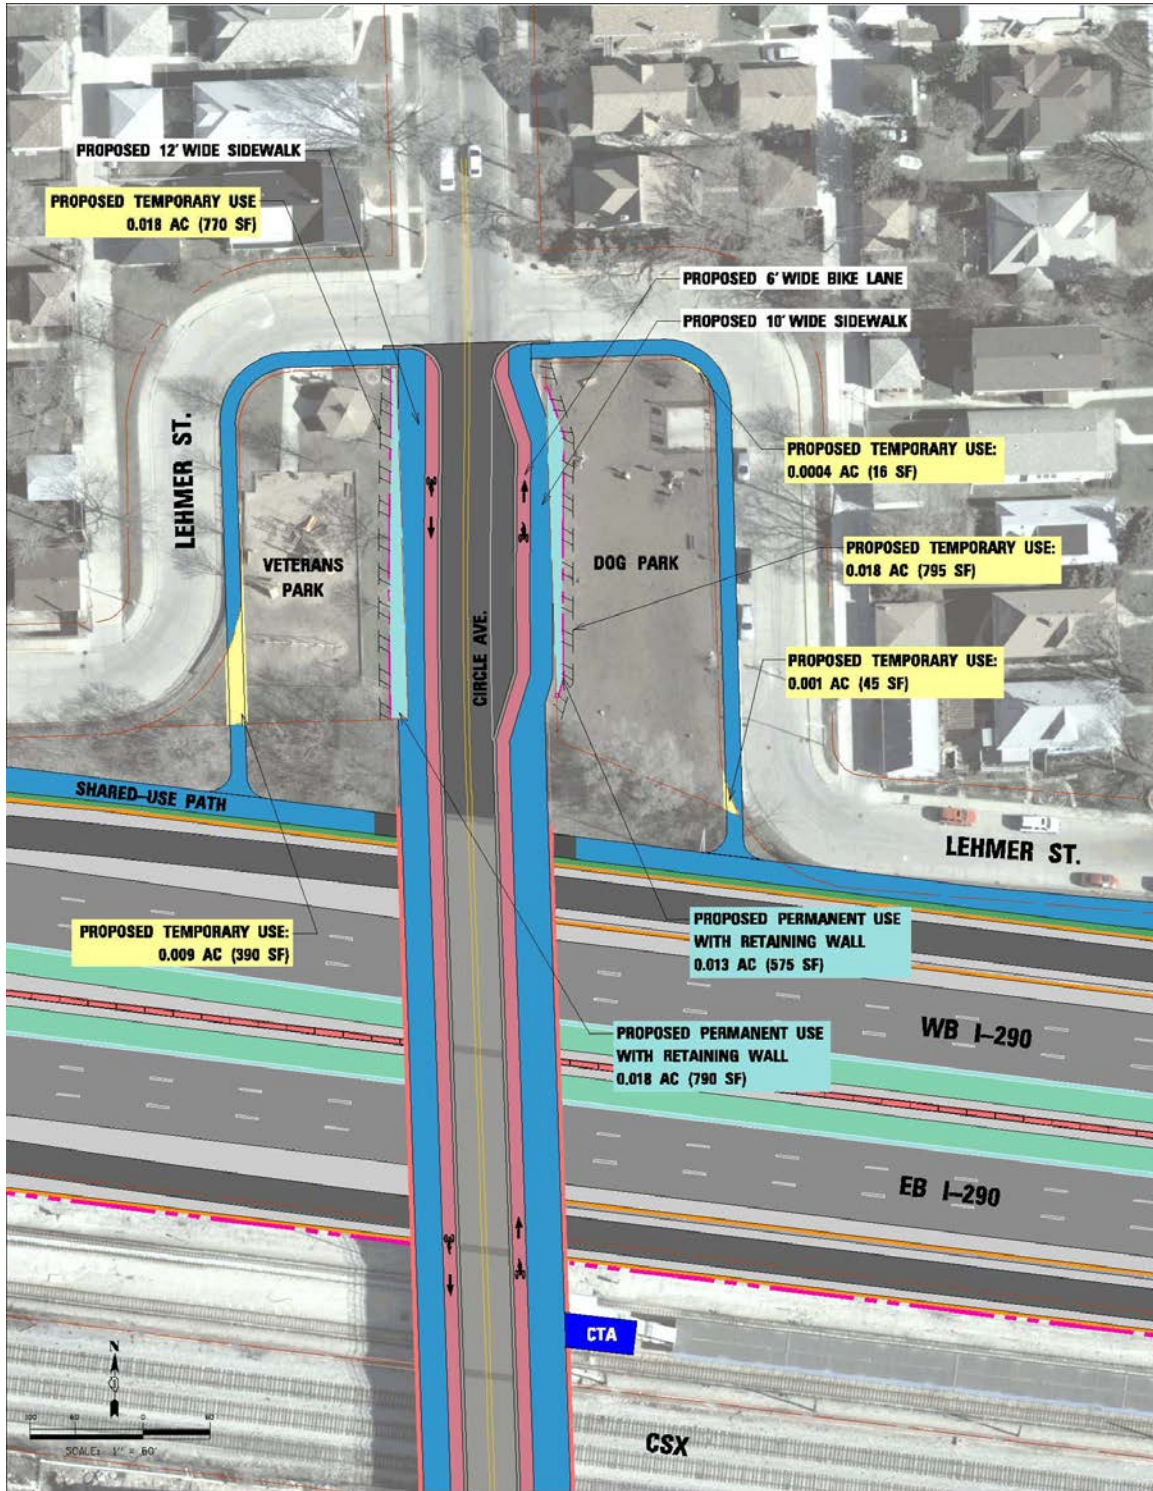 PROPOSED 12' WIDE SIDEWALK
PROPOSED TEMPORARY USE
0.018 AC (770 SF)
PROPOSED 6' WIDE BIKE LANE
PROPOSED 10' WIDE SIDEWALK
LEHMER ST.
PROPOSED TEMPORARY USE:
0.0004 AC (16 SF)
VETERANS
PARK
DOG PARK
PROPOSED TEMPORARY USE:
0.018 AC (795 SF)
CIRCLE AVE.
PROPOSED TEMPORARY USE:
0.001 AC (45 SF)
SHARED-USE PATH
LEHMER ST.
PROPOSED TEMPORARY USE:
0.009 AC (390 SF)
PROPOSED PERMANENT USE
WITH RETAINING WALL
0.013 AC (575 SF)
WB I-290
PROPOSED PERMANENT USE
WITH RETAINING WALL
0.018 AC (790 SF)
EB I-290
CTA
N
100 60 0 60
SCALE: 1" = 60'
CSX